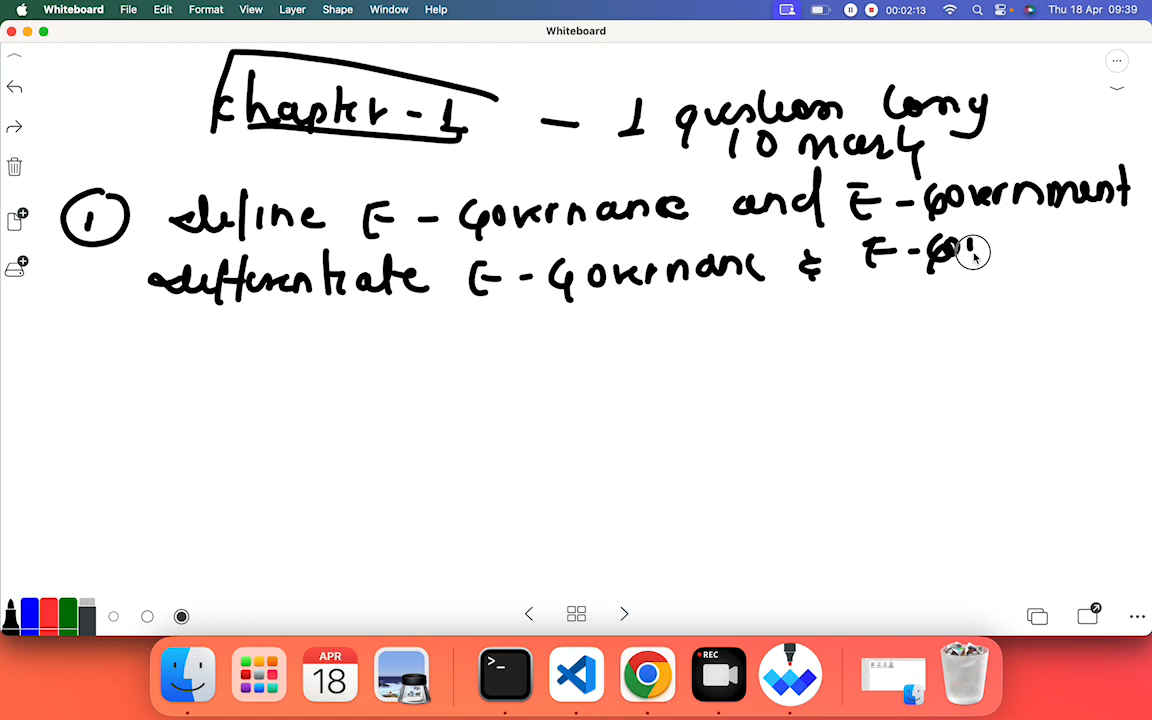 Whiteboard File Edit Format View Layer Shape Window Help 00:02:13 Thu 18 Apr 09:39
Whiteboard
chapter - 1 — 1 question long
10 mark
① define E - Governance and E - Government
differentiate E - Governance & E - Go
APR
18
>_
REC